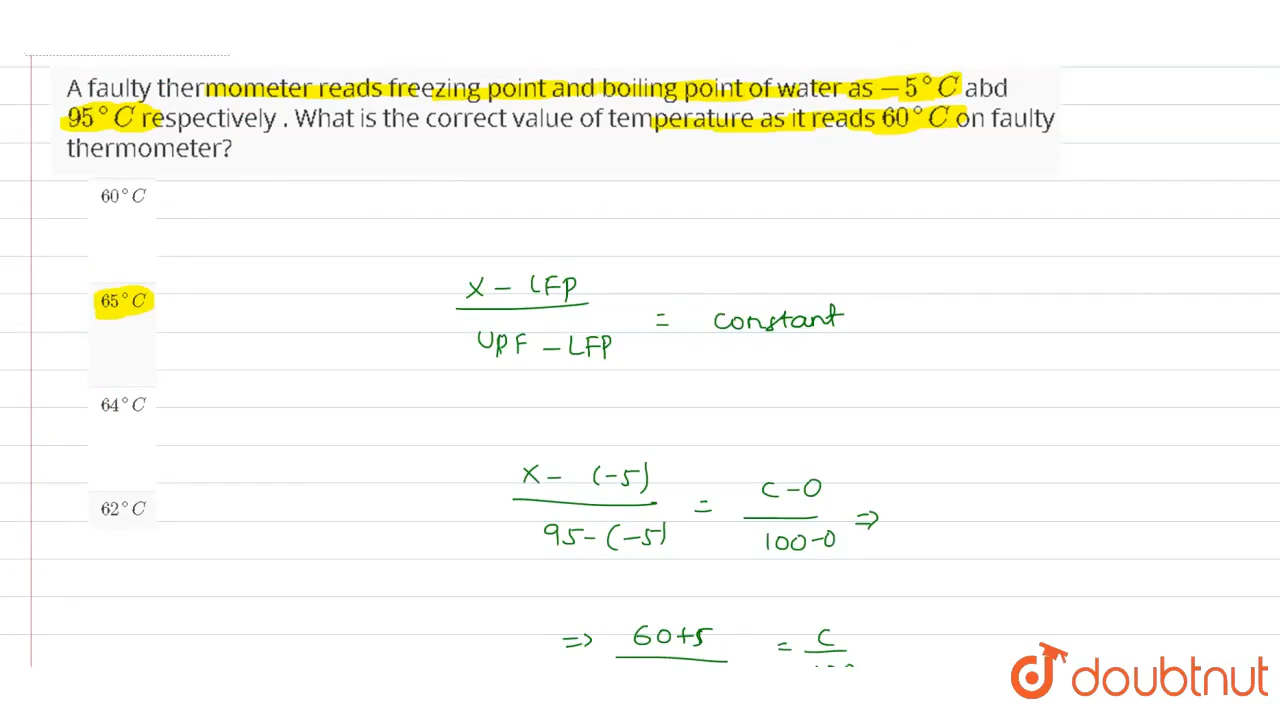 A faulty thermometer reads freezing point and boiling point of water as −5°C abd
95°C respectively . What is the correct value of temperature as it reads 60°C on faulty
thermometer?
60°C
65°C
64°C
62°C
X - LFP
UPF - LFP
= constant
X - (-5)
95-(-5)
=
C-0
100-0
⇒
⇒ 60+5
= C
doubtnut